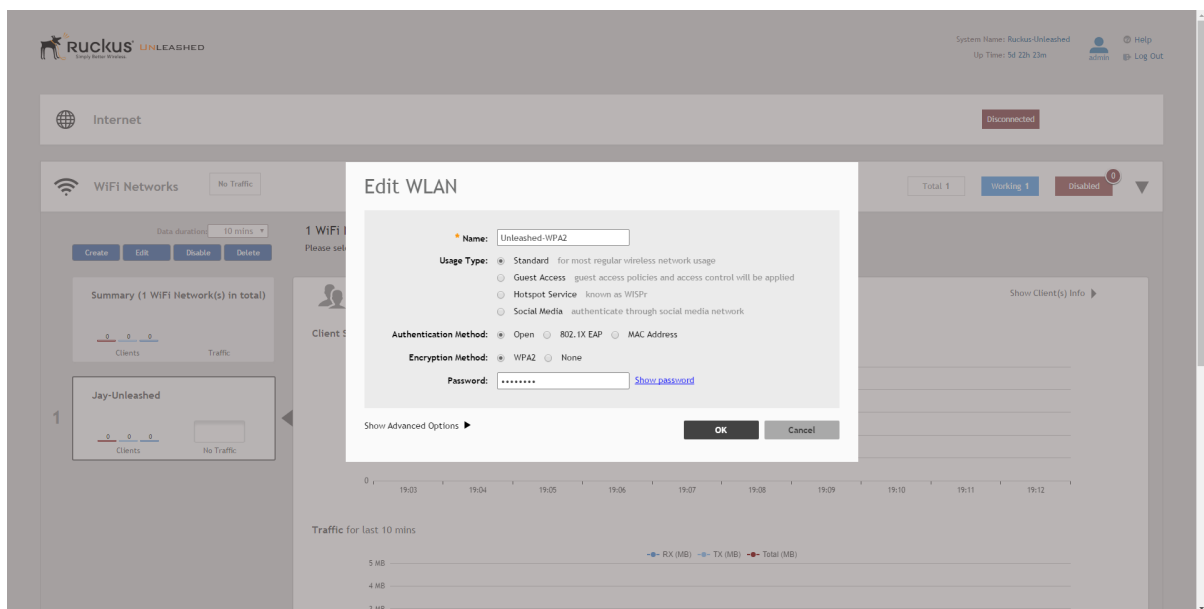 RUCKUS UNLEASHED
Simply Better Wireless.
System Name: Ruckus-Unleashed
Up Time: 5d 22h 23m
admin
Help
Log Out
Internet
Disconnected
WiFi Networks
No Traffic
Total 1
Working 1
Disabled
0
Data duration: 10 mins
Create
Edit
Disable
Delete
1 WiFi
Please
Summary (1 WiFi Network(s) in total)
0 0 0
Clients
Traffic
Show Client(s) Info
Client S
1
Jay-Unleashed
0 0 0
Clients
No Traffic
Edit WLAN
* Name: Unleashed-WPA2
Usage Type: Standard for most regular wireless network usage
Guest Access guest access policies and access control will be applied
Hotspot Service known as WISPr
Social Media authenticate through social media network
Authentication Method: Open 802.1X EAP MAC Address
Encryption Method: WPA2 None
Password: •••••••• Show password
Show Advanced Options
OK
Cancel
0
19:03 19:04 19:05 19:06 19:07 19:08 19:09 19:10 19:11 19:12
Traffic for last 10 mins
RX (MB) TX (MB) Total (MB)
5 MB
4 MB